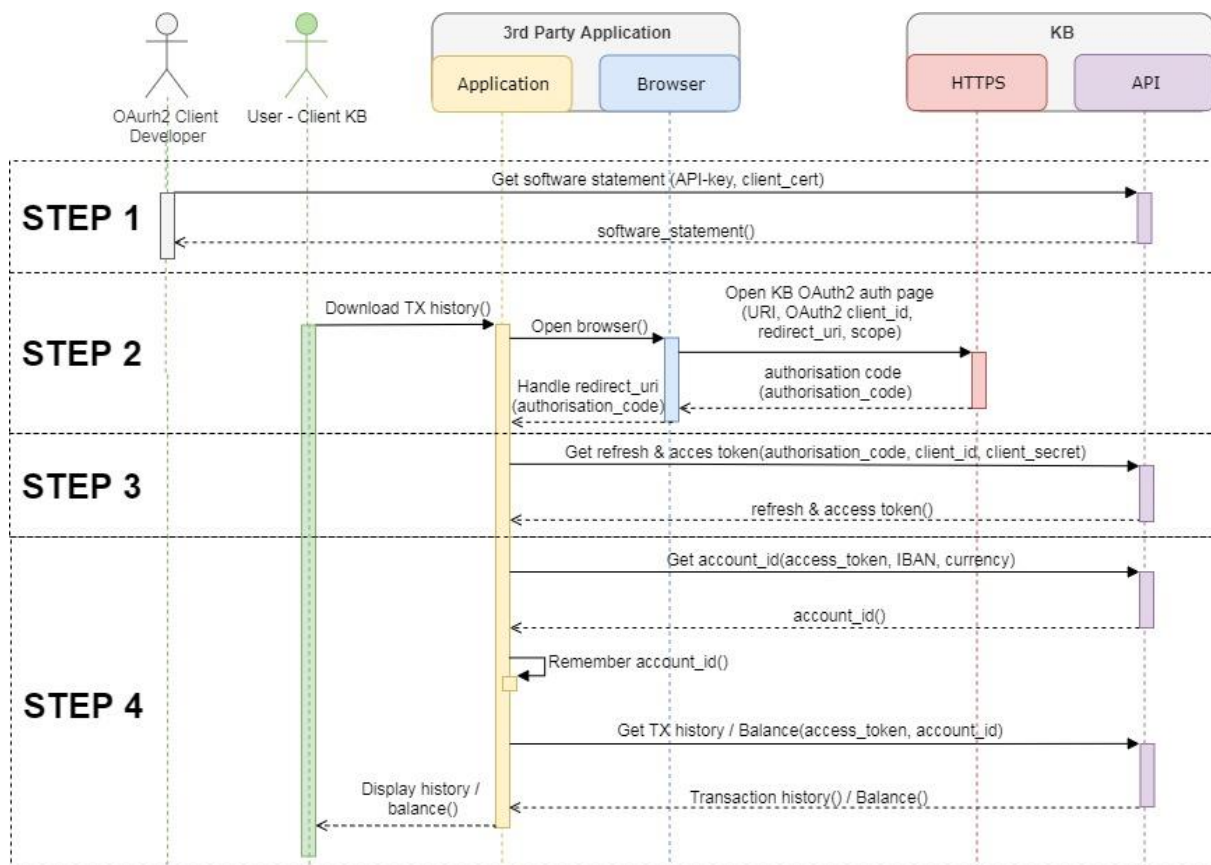 3rd Party Application
KB
Application
Browser
HTTPS
API
OAurh2 Client
Developer
User - Client KB
STEP 1
Get software statement (API-key, client_cert)
software_statement()
STEP 2
Download TX history()
Open browser()
Open KB OAuth2 auth page
(URI, OAuth2 client_id,
redirect_uri, scope)
authorisation code
(authorisation_code)
Handle redirect_uri
(authorisation_code)
STEP 3
Get refresh & acces token(authorisation_code, client_id, client_secret)
refresh & access token()
STEP 4
Get account_id(access_token, IBAN, currency)
account_id()
Remember account_id()
Get TX history / Balance(access_token, account_id)
Transaction history() / Balance()
Display history /
balance()